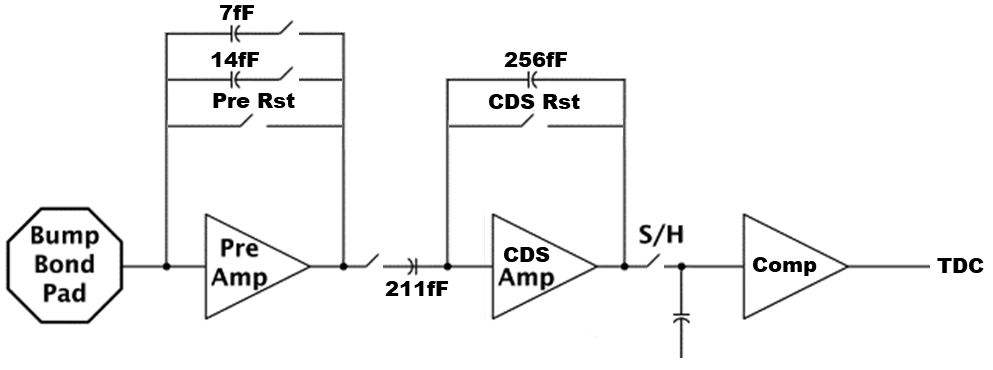 7fF
14fF
Pre Rst
256fF
CDS Rst
Bump
Bond
Pad
Pre
Amp
211fF
CDS
Amp
S/H
Comp
TDC